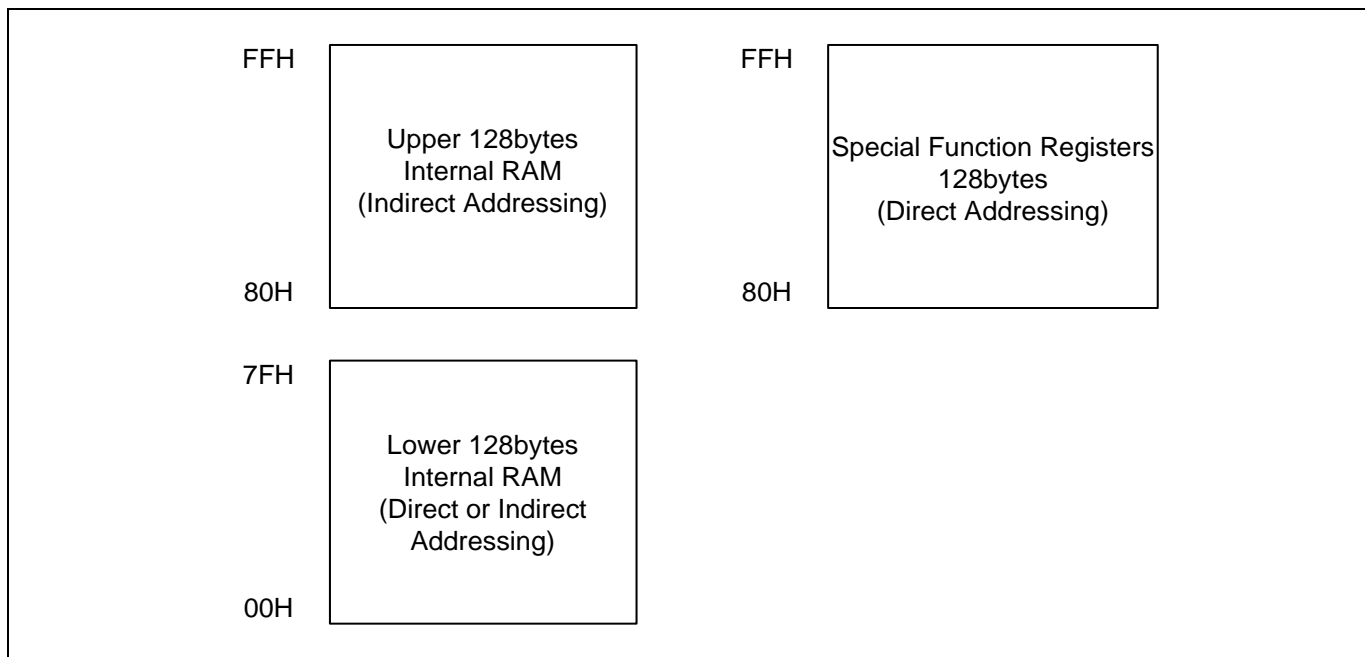 FFH
Upper 128bytes
Internal RAM
(Indirect Addressing)
80H
FFH
Special Function Registers
128bytes
(Direct Addressing)
80H
7FH
Lower 128bytes
Internal RAM
(Direct or Indirect
Addressing)
00H